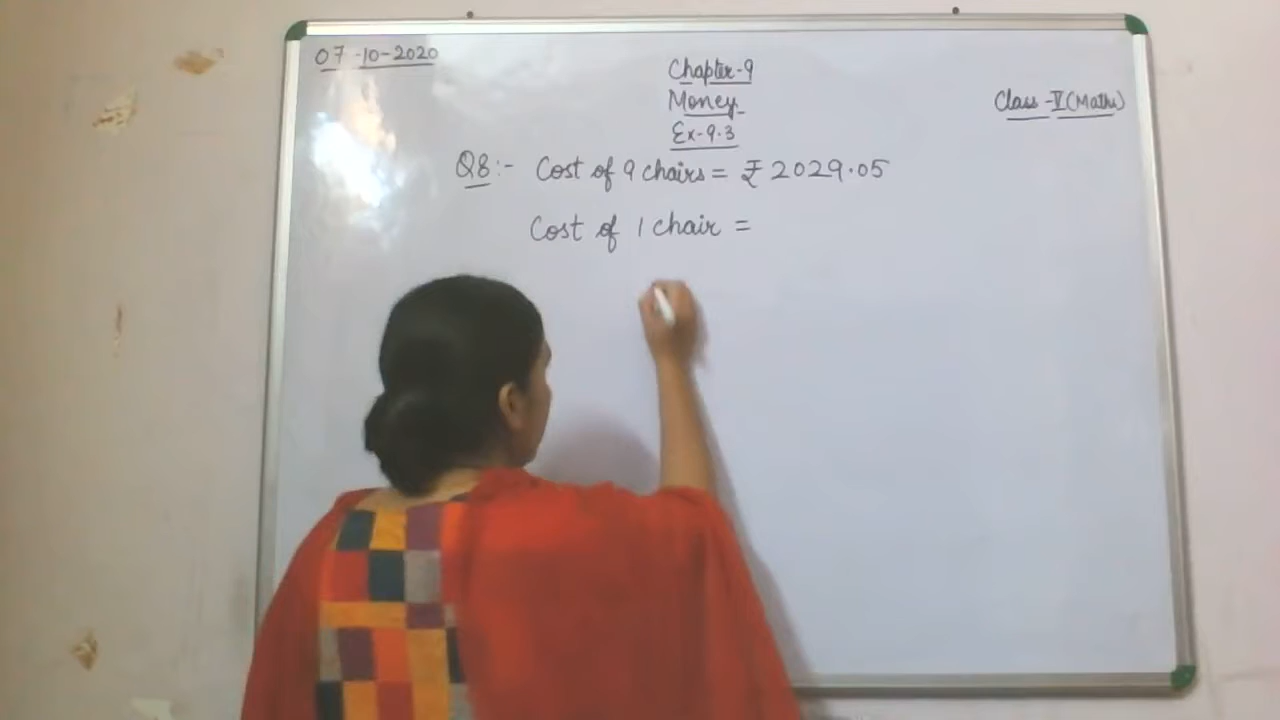 07-10-2020
Chapter-9
Money
Class-V(Maths)
Ex-9.3
Q8:- Cost of 9 chairs = ₹ 2029.05
Cost of 1 chair =